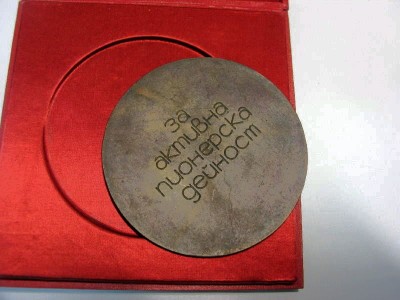 за
активна
пионерска
дейност